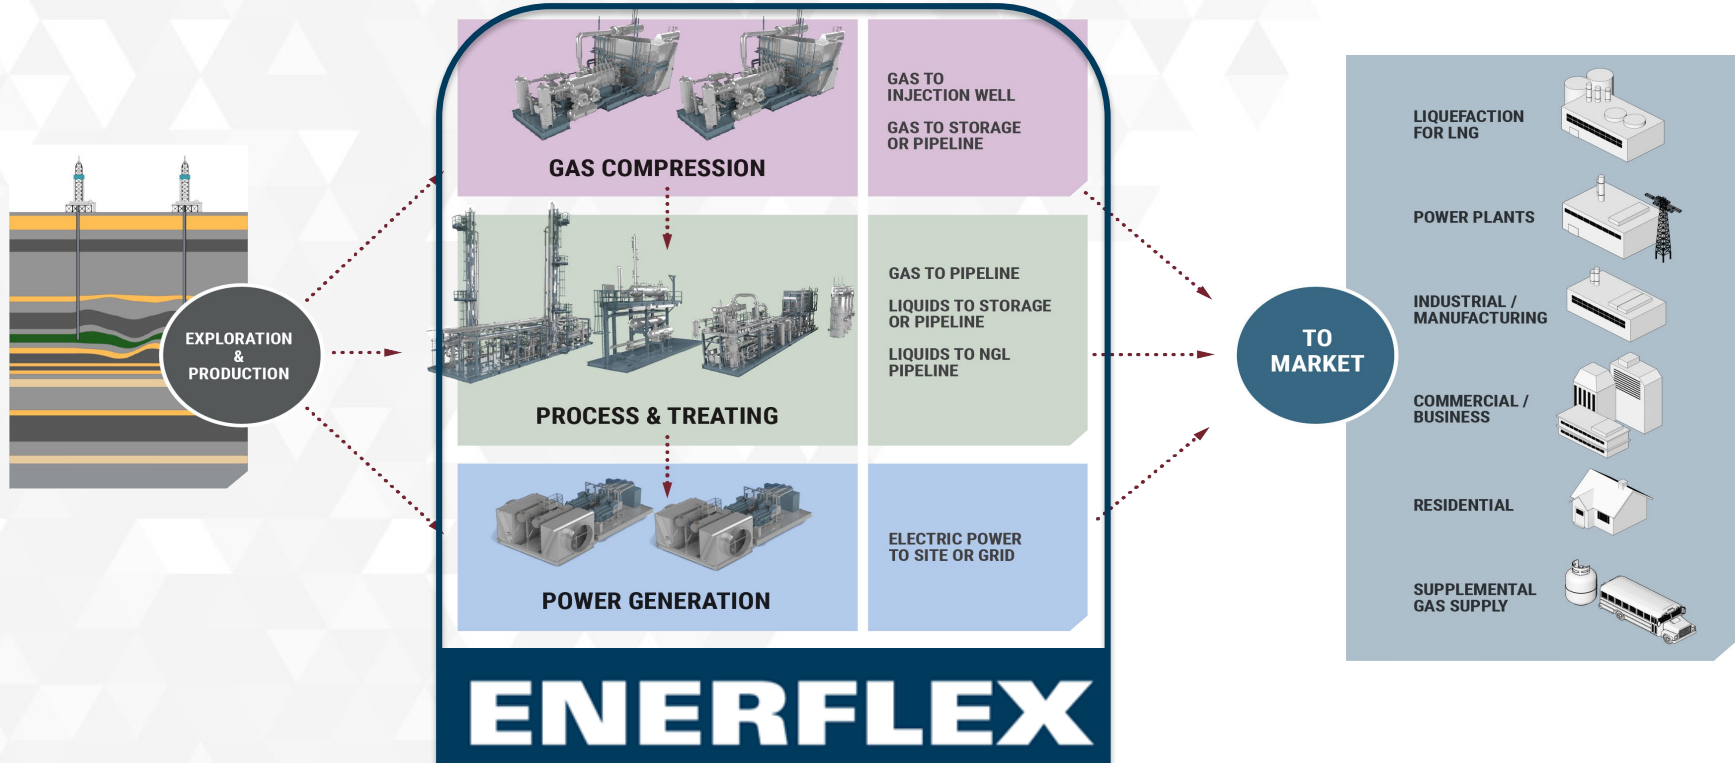 EXPLORATION
&
PRODUCTION
GAS COMPRESSION
GAS TO
INJECTION WELL
GAS TO STORAGE
OR PIPELINE
PROCESS & TREATING
GAS TO PIPELINE
LIQUIDS TO STORAGE
OR PIPELINE
LIQUIDS TO NGL
PIPELINE
POWER GENERATION
ELECTRIC POWER
TO SITE OR GRID
ENERFLEX
TO
MARKET
LIQUEFACTION
FOR LNG
POWER PLANTS
INDUSTRIAL /
MANUFACTURING
COMMERCIAL /
BUSINESS
RESIDENTIAL
SUPPLEMENTAL
GAS SUPPLY